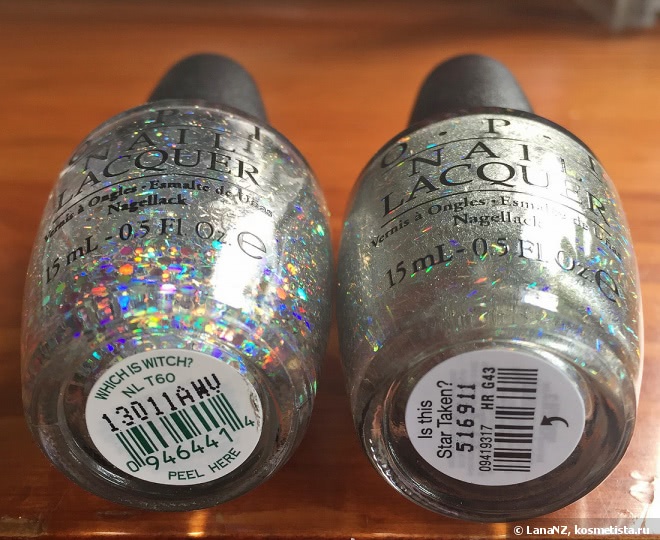 O·P·I
NAIL
LACQUER
Vernis à Ongles · Esmalte de Uñas
Nagellack
15 mL - 0.5 Fl Oz. e
WHICH IS WITCH?
NL T60
13011AWU
0 946441 4
PEEL HERE
O·P·I
NAIL
LACQUER
Vernis à Ongles · Esmalte de Uñas
Nagellack
15 mL - 0.5 Fl Oz. e
Is this
Star Taken?
516911
09419317 HR G43
© LanaNZ, kosmetista.ru